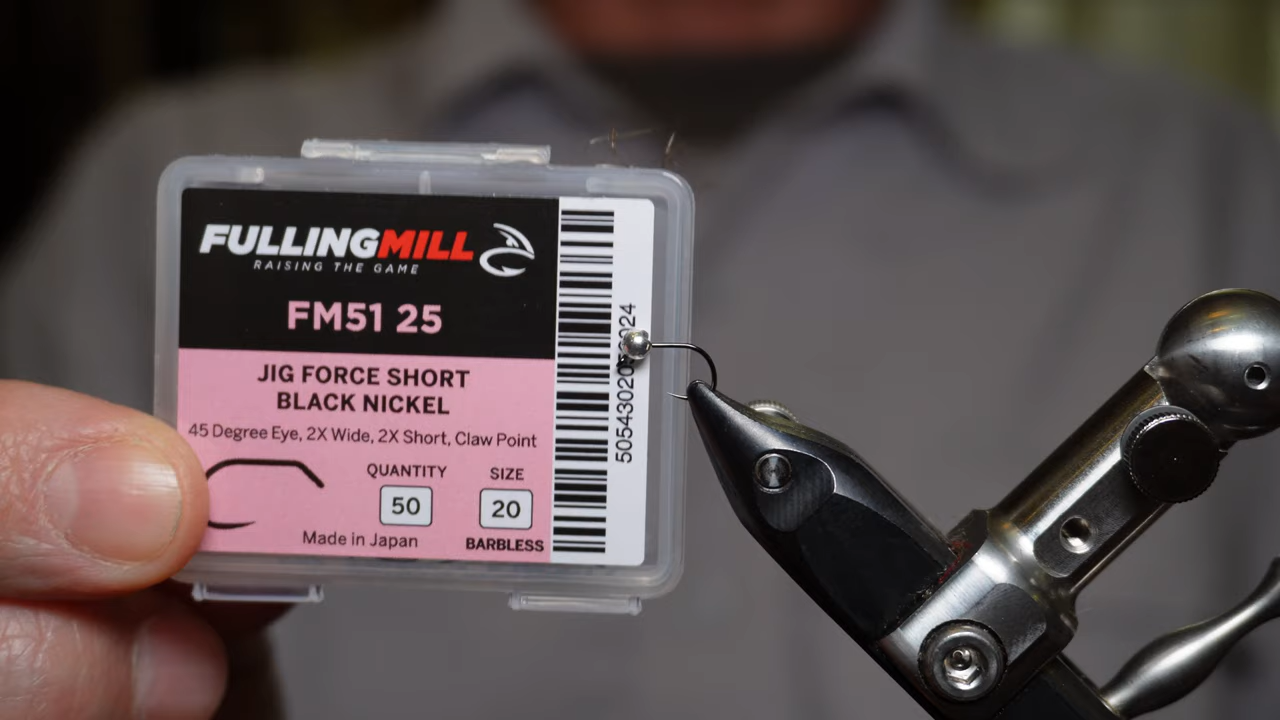 FULLINGMILL
RAISING THE GAME
FM51 25
JIG FORCE SHORT
BLACK NICKEL
45 Degree Eye, 2X Wide, 2X Short, Claw Point
QUANTITY
50
SIZE
20
Made in Japan
BARBLESS